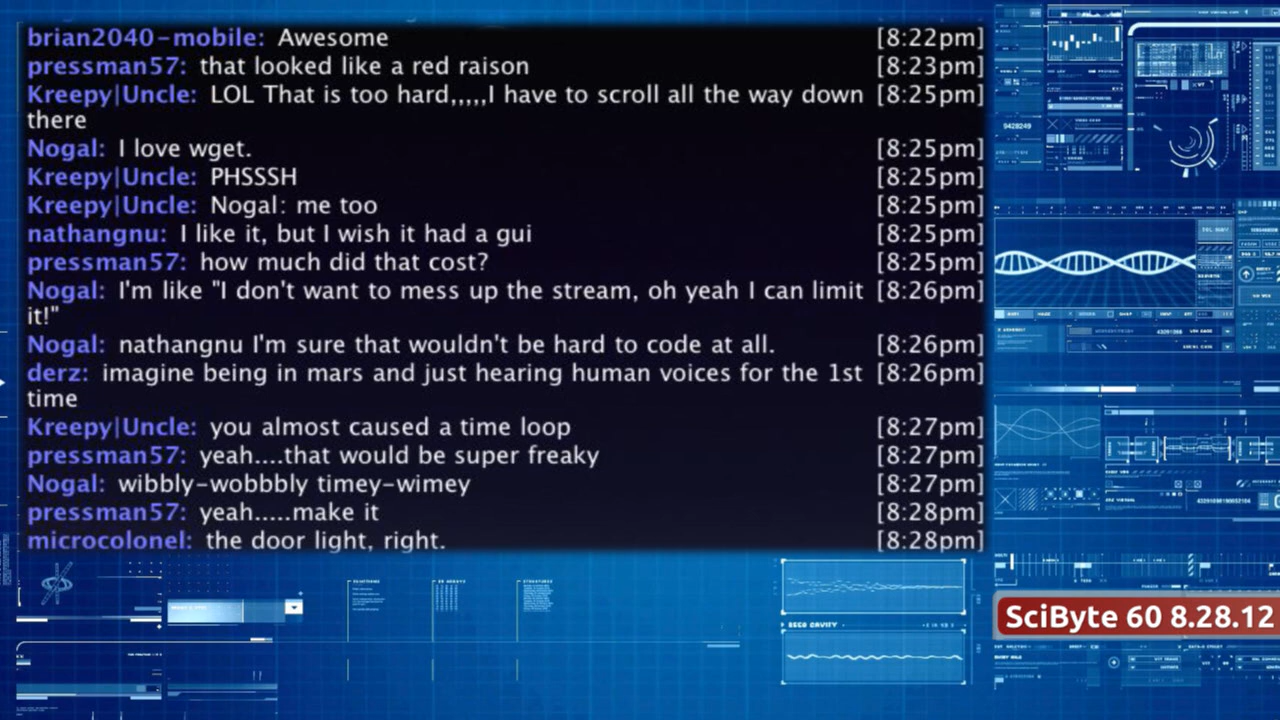 brian2040-mobile: Awesome [8:22pm]
pressman57: that looked like a red raison [8:23pm]
Kreepy|Uncle: LOL That is too hard,,,,,I have to scroll all the way down [8:25pm]
there
Nogal: I love wget. [8:25pm]
Kreepy|Uncle: PHSSSH [8:25pm]
Kreepy|Uncle: Nogal: me too [8:25pm]
nathangnu: I like it, but I wish it had a gui [8:25pm]
pressman57: how much did that cost? [8:25pm]
Nogal: I'm like "I don't want to mess up the stream, oh yeah I can limit [8:26pm]
it!"
Nogal: nathangnu I'm sure that wouldn't be hard to code at all. [8:26pm]
derz: imagine being in mars and just hearing human voices for the 1st [8:26pm]
time
Kreepy|Uncle: you almost caused a time loop [8:27pm]
pressman57: yeah....that would be super freaky [8:27pm]
Nogal: wibbly-wobbbly timey-wimey [8:27pm]
pressman57: yeah.....make it [8:28pm]
microcolonel: the door light, right. [8:28pm]
SciByte 60 8.28.12